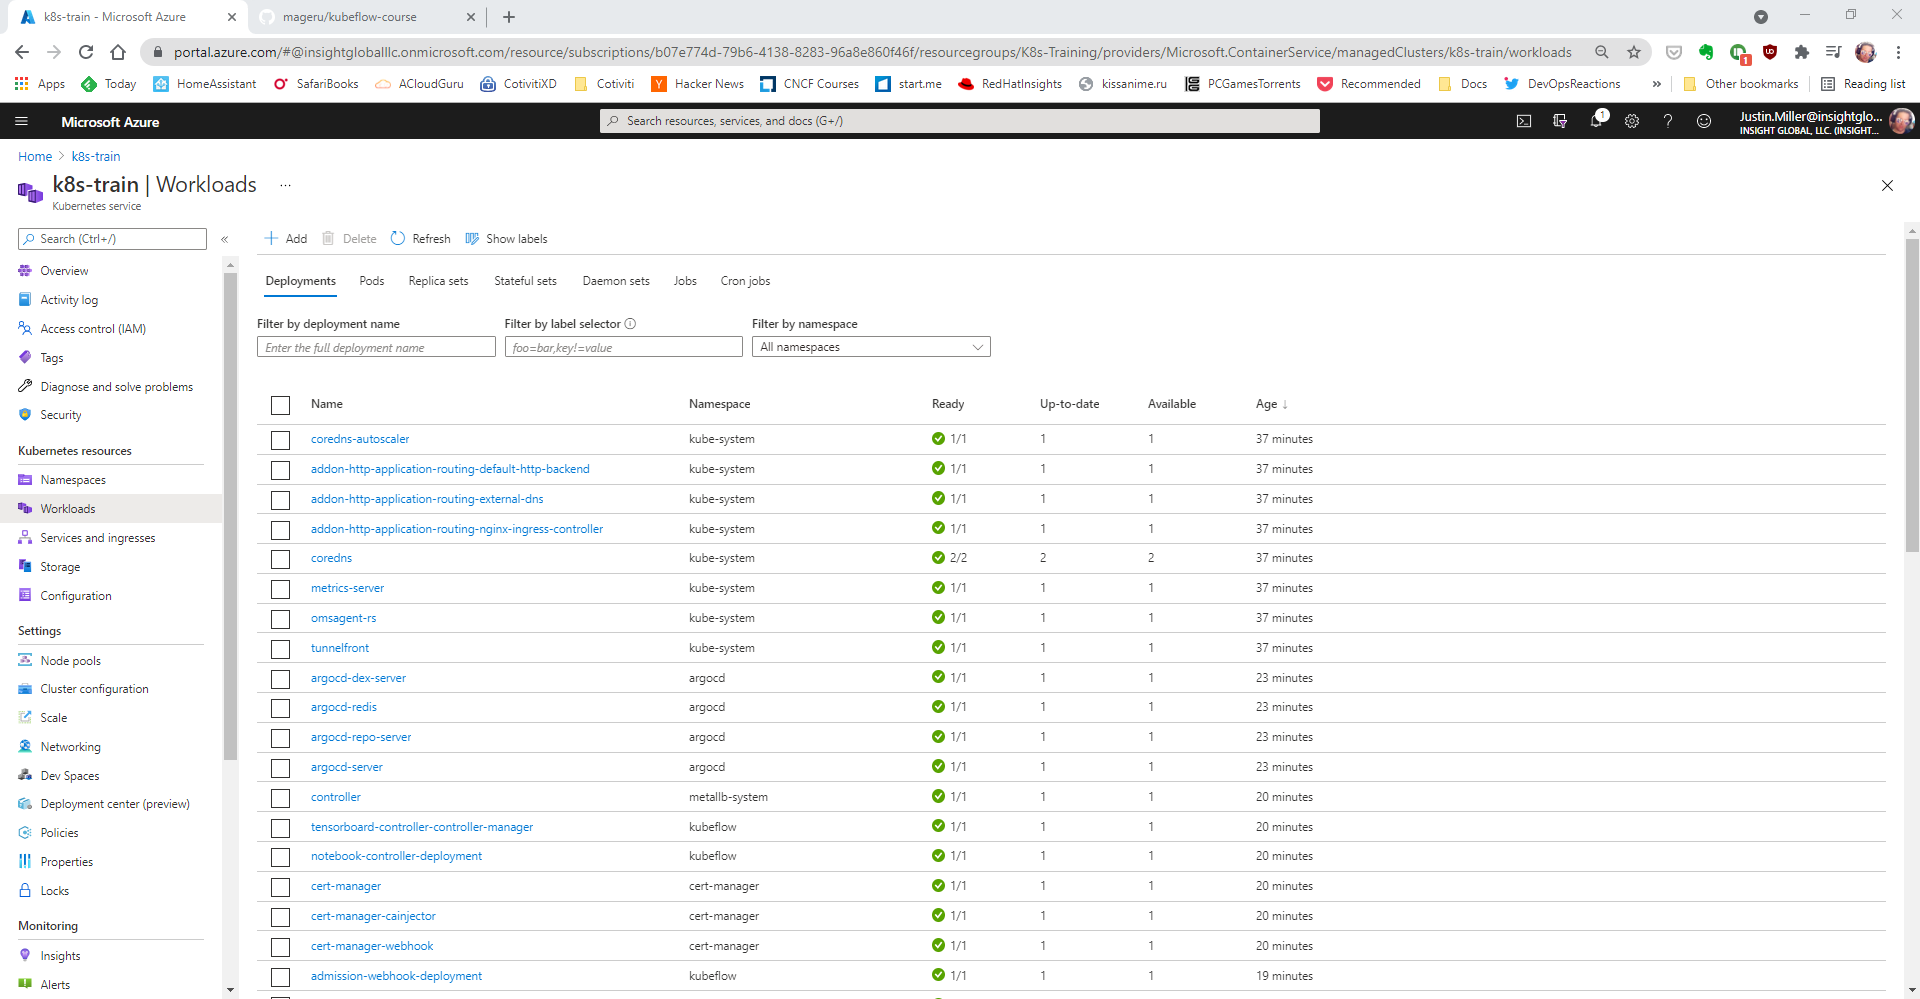 k8s-train - Microsoft Azure
mageru/kubeflow-course
portal.azure.com/#@insightgloballlc.onmicrosoft.com/resource/subscriptions/b07e774d-79b6-4138-8283-96a8e860f46f/resourcegroups/K8s-Training/providers/Microsoft.ContainerService/managedClusters/k8s-train/workloads
Apps Today HomeAssistant SafariBooks ACloudGuru CotivitiXD Cotiviti Hacker News CNCF Courses start.me RedHatInsights kissanime.ru PCGamesTorrents Recommended Docs DevOpsReactions » Other bookmarks Reading list
Microsoft Azure
Search resources, services, and docs (G+/)
1
Justin.Miller@insightglo...
INSIGHT GLOBAL, LLC. (INSIGHT...
Home > k8s-train
k8s-train | Workloads ...
Kubernetes service
Search (Ctrl+/) «
Overview
Activity log
Access control (IAM)
Tags
Diagnose and solve problems
Security
Kubernetes resources
Namespaces
Workloads
Services and ingresses
Storage
Configuration
Settings
Node pools
Cluster configuration
Scale
Networking
Dev Spaces
Deployment center (preview)
Policies
Properties
Locks
Monitoring
Insights
Alerts
Add Delete Refresh Show labels
Deployments Pods Replica sets Stateful sets Daemon sets Jobs Cron jobs
Filter by deployment name Filter by label selector Filter by namespace
Enter the full deployment name foo=bar,key!=value All namespaces
Name Namespace Ready Up-to-date Available Age ↓
coredns-autoscaler kube-system 1/1 1 1 37 minutes
addon-http-application-routing-default-http-backend kube-system 1/1 1 1 37 minutes
addon-http-application-routing-external-dns kube-system 1/1 1 1 37 minutes
addon-http-application-routing-nginx-ingress-controller kube-system 1/1 1 1 37 minutes
coredns kube-system 2/2 2 2 37 minutes
metrics-server kube-system 1/1 1 1 37 minutes
omsagent-rs kube-system 1/1 1 1 37 minutes
tunnelfront kube-system 1/1 1 1 37 minutes
argocd-dex-server argocd 1/1 1 1 23 minutes
argocd-redis argocd 1/1 1 1 23 minutes
argocd-repo-server argocd 1/1 1 1 23 minutes
argocd-server argocd 1/1 1 1 23 minutes
controller metallb-system 1/1 1 1 20 minutes
tensorboard-controller-controller-manager kubeflow 1/1 1 1 20 minutes
notebook-controller-deployment kubeflow 1/1 1 1 20 minutes
cert-manager cert-manager 1/1 1 1 20 minutes
cert-manager-cainjector cert-manager 1/1 1 1 20 minutes
cert-manager-webhook cert-manager 1/1 1 1 20 minutes
admission-webhook-deployment kubeflow 1/1 1 1 19 minutes